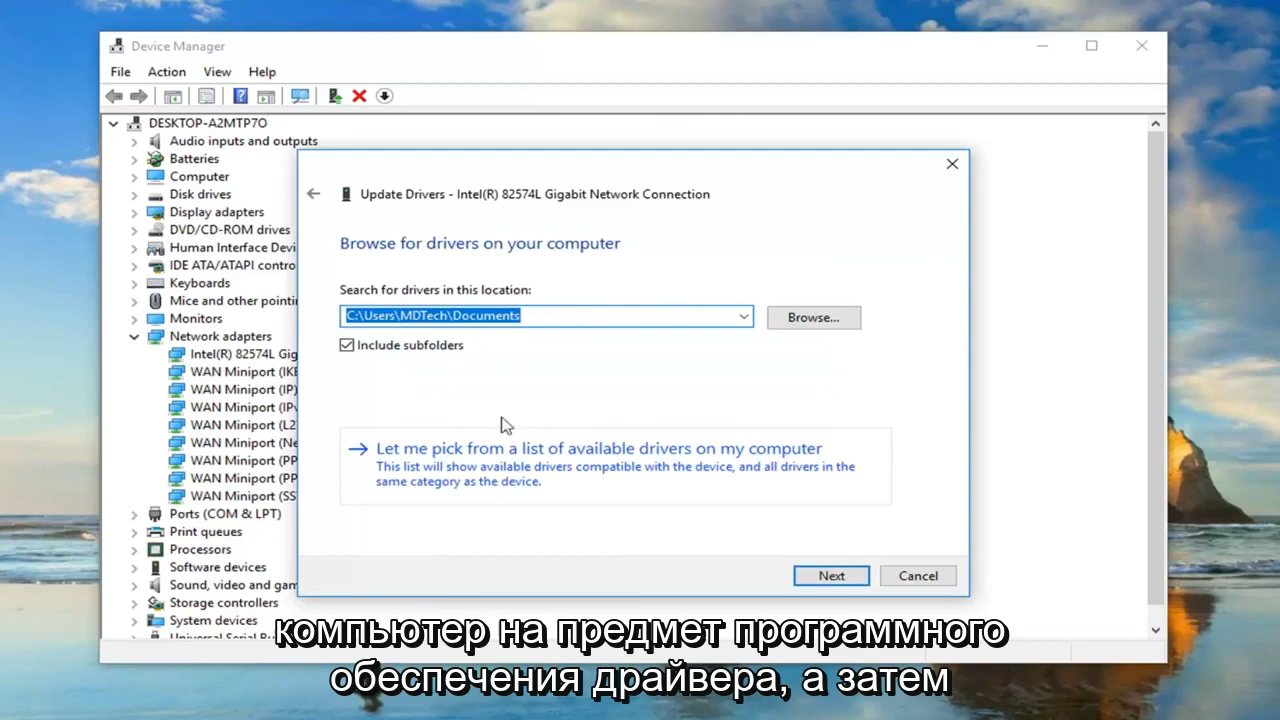 Device Manager
File Action View Help
DESKTOP-A2MTP7O
Audio inputs and outputs
Batteries
Computer
Disk drives
Display adapters
DVD/CD-ROM drives
Human Interface Devi
IDE ATA/ATAPI contro
Keyboards
Mice and other pointi
Monitors
Network adapters
Intel(R) 82574L Gig
WAN Miniport (IKE
WAN Miniport (IP)
WAN Miniport (IPv
WAN Miniport (L2
WAN Miniport (Ne
WAN Miniport (PP
WAN Miniport (PP
WAN Miniport (SS
Ports (COM & LPT)
Print queues
Processors
Software devices
Sound, video and gam
Storage controllers
System devices
Universal Serial Bu
Update Drivers - Intel(R) 82574L Gigabit Network Connection
Browse for drivers on your computer
Search for drivers in this location:
C:\Users\MDTech\Documents
Browse...
Include subfolders
Let me pick from a list of available drivers on my computer
This list will show available drivers compatible with the device, and all drivers in the
same category as the device.
Next Cancel
компьютер на предмет программного
обеспечения драйвера, а затем